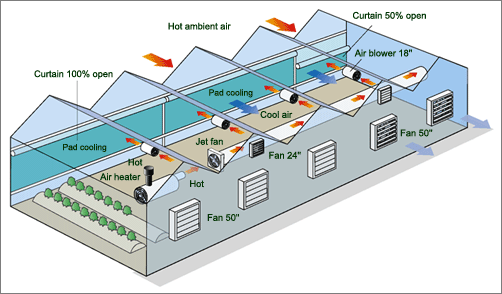 Hot ambient air
Curtain 50% open
Air blower 18"
Curtain 100% open
Pad cooling
Cool air
Pad cooling
Jet fan
Fan 50"
Hot
Fan 24"
Air heater
Hot
Fan 50"